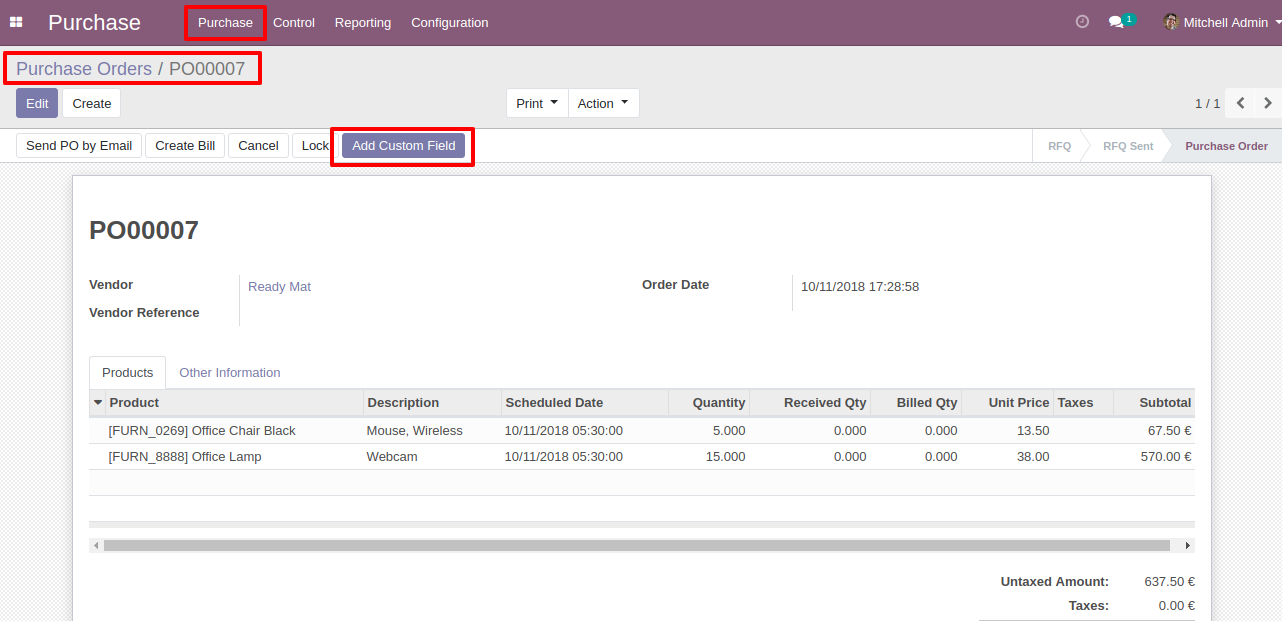 Purchase Purchase Control Reporting Configuration 1 Mitchell Admin
Purchase Orders / PO00007
Edit Create Print Action 1 / 1
Send PO by Email Create Bill Cancel Lock Add Custom Field RFQ RFQ Sent Purchase Order
PO00007
Vendor Ready Mat Order Date 10/11/2018 17:28:58
Vendor Reference
Products Other Information
Product Description Scheduled Date Quantity Received Qty Billed Qty Unit Price Taxes Subtotal
[FURN_0269] Office Chair Black Mouse, Wireless 10/11/2018 05:30:00 5.000 0.000 0.000 13.50 67.50 €
[FURN_8888] Office Lamp Webcam 10/11/2018 05:30:00 15.000 0.000 0.000 38.00 570.00 €
Untaxed Amount: 637.50 €
Taxes: 0.00 €